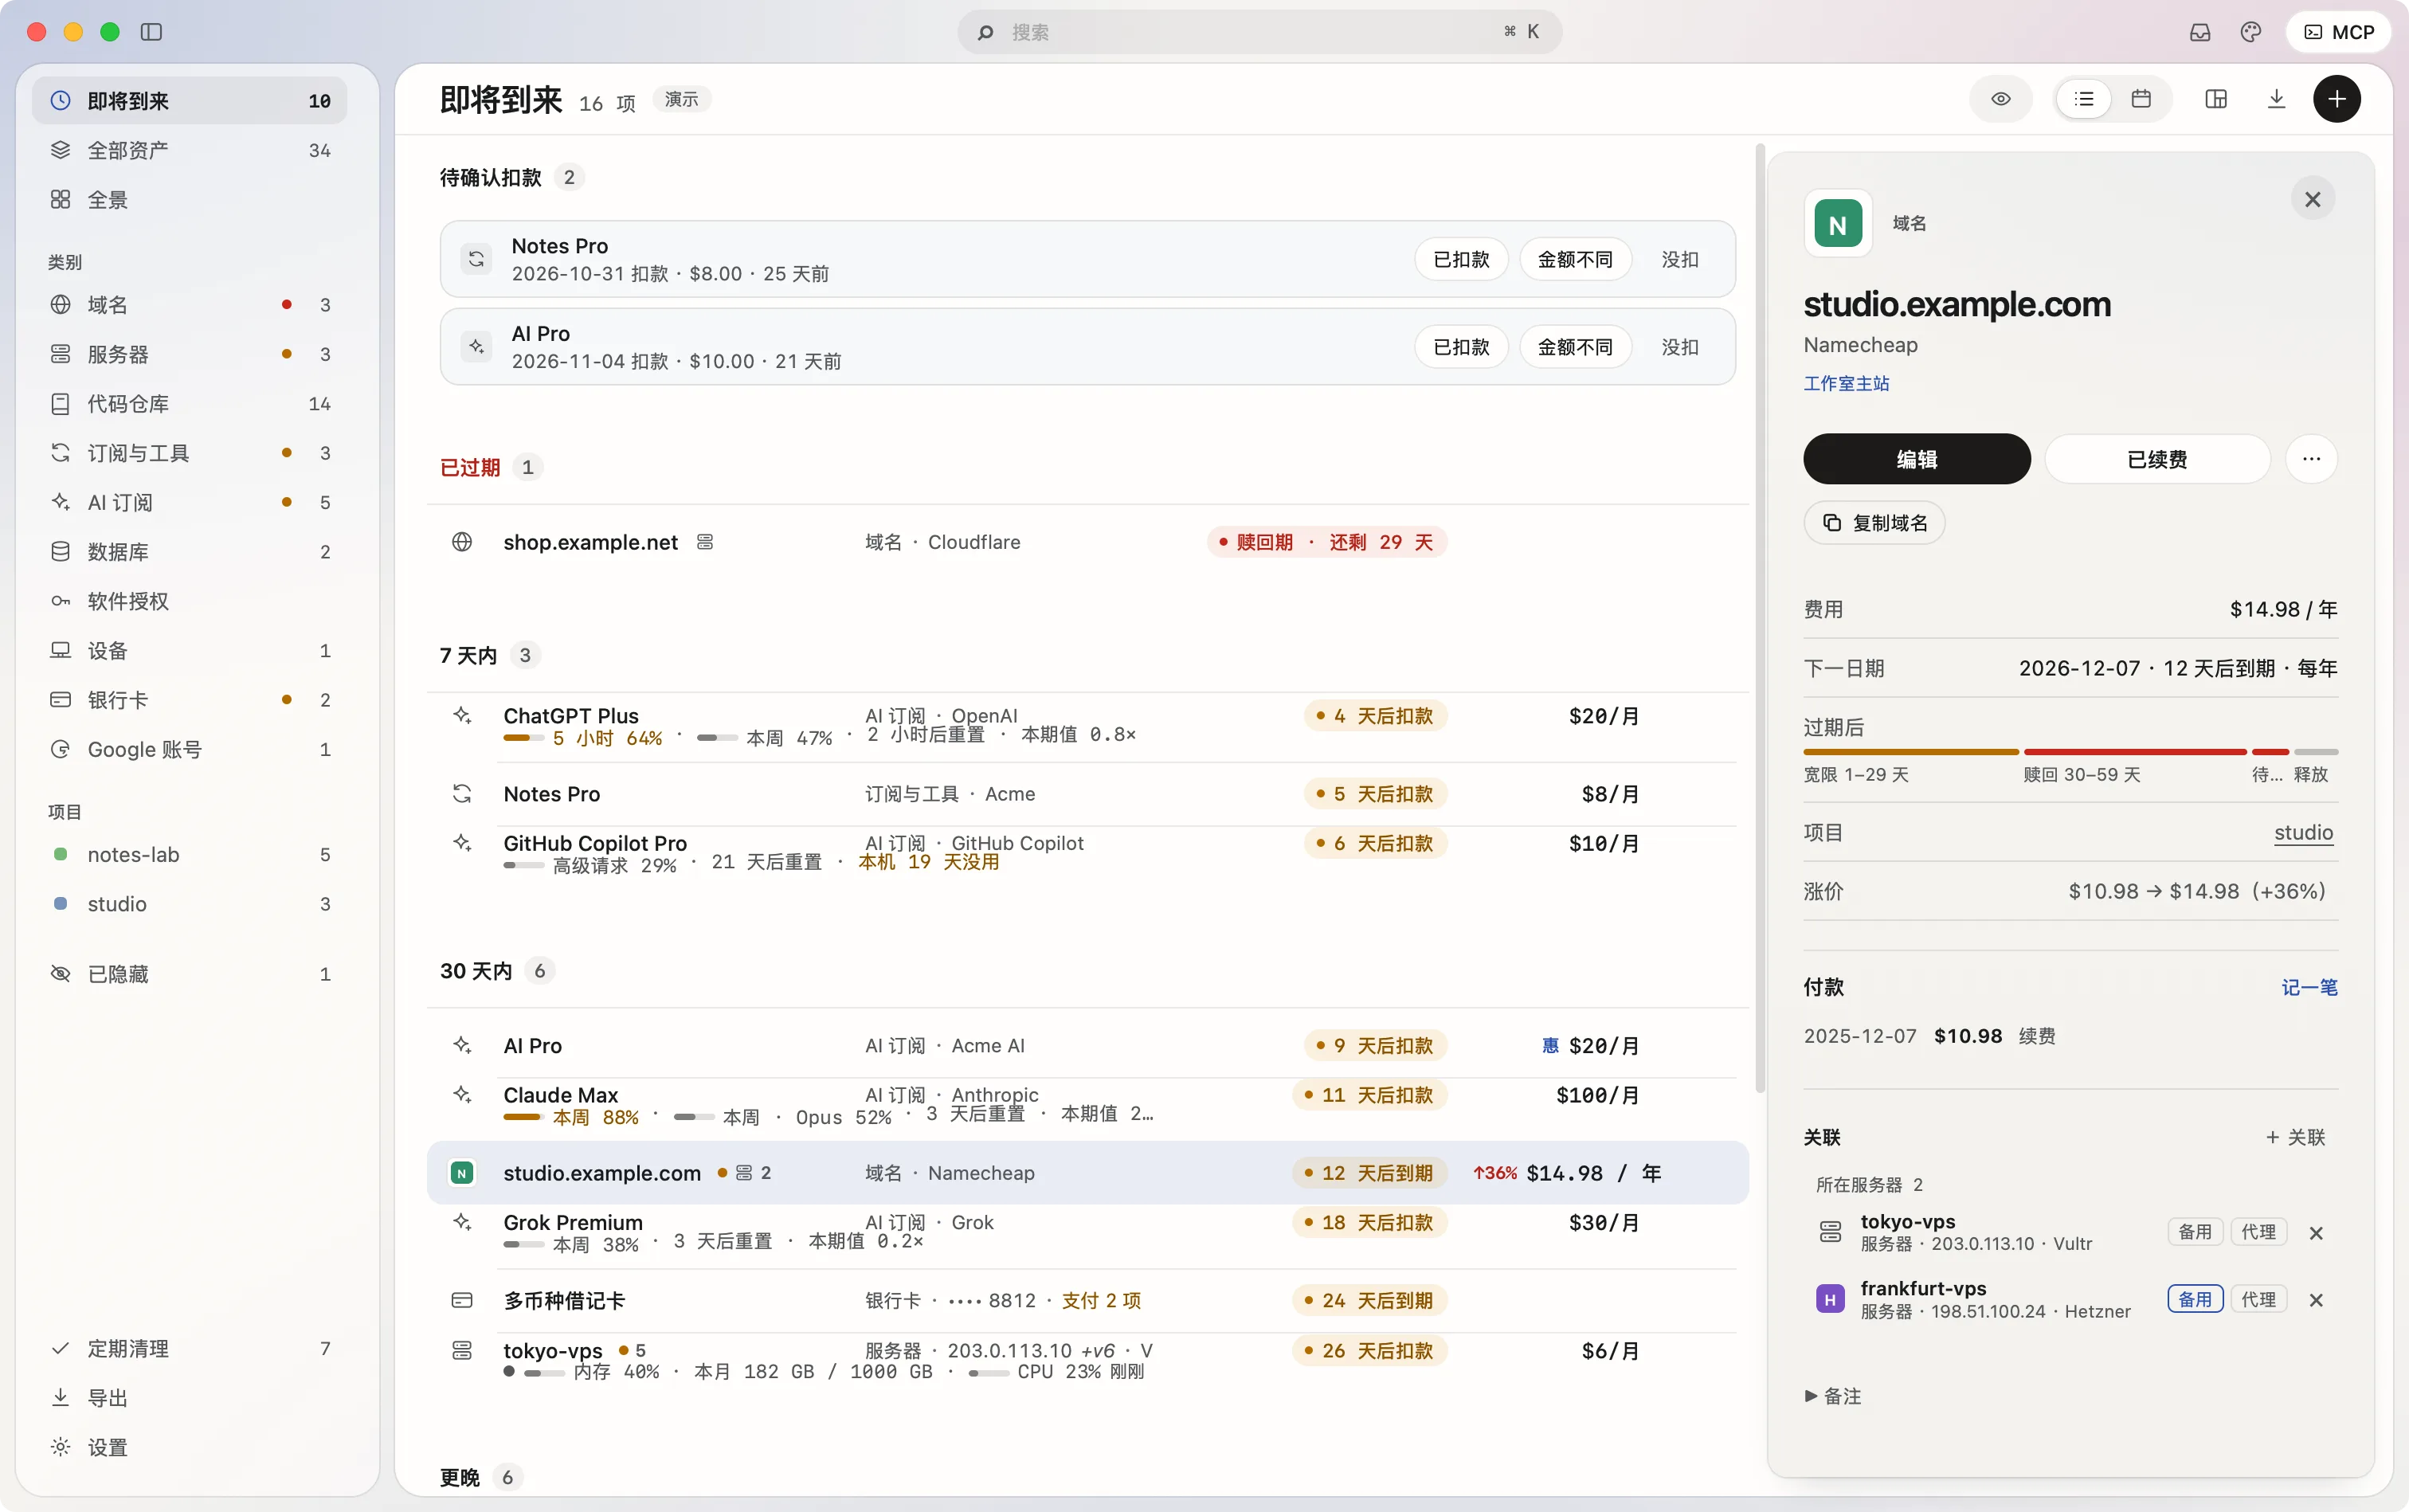 搜索 ⌘ K
MCP
即将到来 10
全部资产 34
全景
类别
域名 3
服务器 3
代码仓库 14
订阅与工具 3
AI 订阅 5
数据库 2
软件授权
设备 1
银行卡 2
Google 账号 1
项目
notes-lab 5
studio 3
已隐藏 1
定期清理 7
导出
设置
即将到来 16 项 演示
待确认扣款 2
Notes Pro
2026-10-31 扣款 · $8.00 · 25 天前
已扣款 金额不同 没扣
AI Pro
2026-11-04 扣款 · $10.00 · 21 天前
已扣款 金额不同 没扣
已过期 1
shop.example.net 域名 · Cloudflare 赎回期 · 还剩 29 天
7 天内 3
ChatGPT Plus AI 订阅 · OpenAI 4 天后扣款 $20/月
5 小时 64% · 本周 47% · 2 小时后重置 · 本期值 0.8×
Notes Pro 订阅与工具 · Acme 5 天后扣款 $8/月
GitHub Copilot Pro AI 订阅 · GitHub Copilot 6 天后扣款 $10/月
高级请求 29% · 21 天后重置 · 本机 19 天没用
30 天内 6
AI Pro AI 订阅 · Acme AI 9 天后扣款 惠 $20/月
Claude Max AI 订阅 · Anthropic 11 天后扣款 $100/月
本周 88% · 本周 · Opus 52% · 3 天后重置 · 本期值 2…
N studio.example.com 2 域名 · Namecheap 12 天后到期 ↑36% $14.98 / 年
Grok Premium AI 订阅 · Grok 18 天后扣款 $30/月
本周 38% · 3 天后重置 · 本期值 0.2×
多币种借记卡 银行卡 · •••• 8812 · 支付 2 项 24 天后到期
tokyo-vps 5 服务器 · 203.0.113.10 +v6 · V 26 天后扣款 $6/月
内存 40% · 本月 182 GB / 1000 GB · CPU 23% 刚刚
更晚 6
N 域名
studio.example.com
Namecheap
工作室主站
编辑 已续费 ···
复制域名
费用 $14.98 / 年
下一日期 2026-12-07 · 12 天后到期 · 每年
过期后
宽限 1–29 天 赎回 30–59 天 待… 释放
项目 studio
涨价 $10.98 → $14.98 (+36%)
付款 记一笔
2025-12-07 $10.98 续费
关联 + 关联
所在服务器 2
tokyo-vps
服务器 · 203.0.113.10 · Vultr
备用 代理
H frankfurt-vps
服务器 · 198.51.100.24 · Hetzner
备用 代理
备注